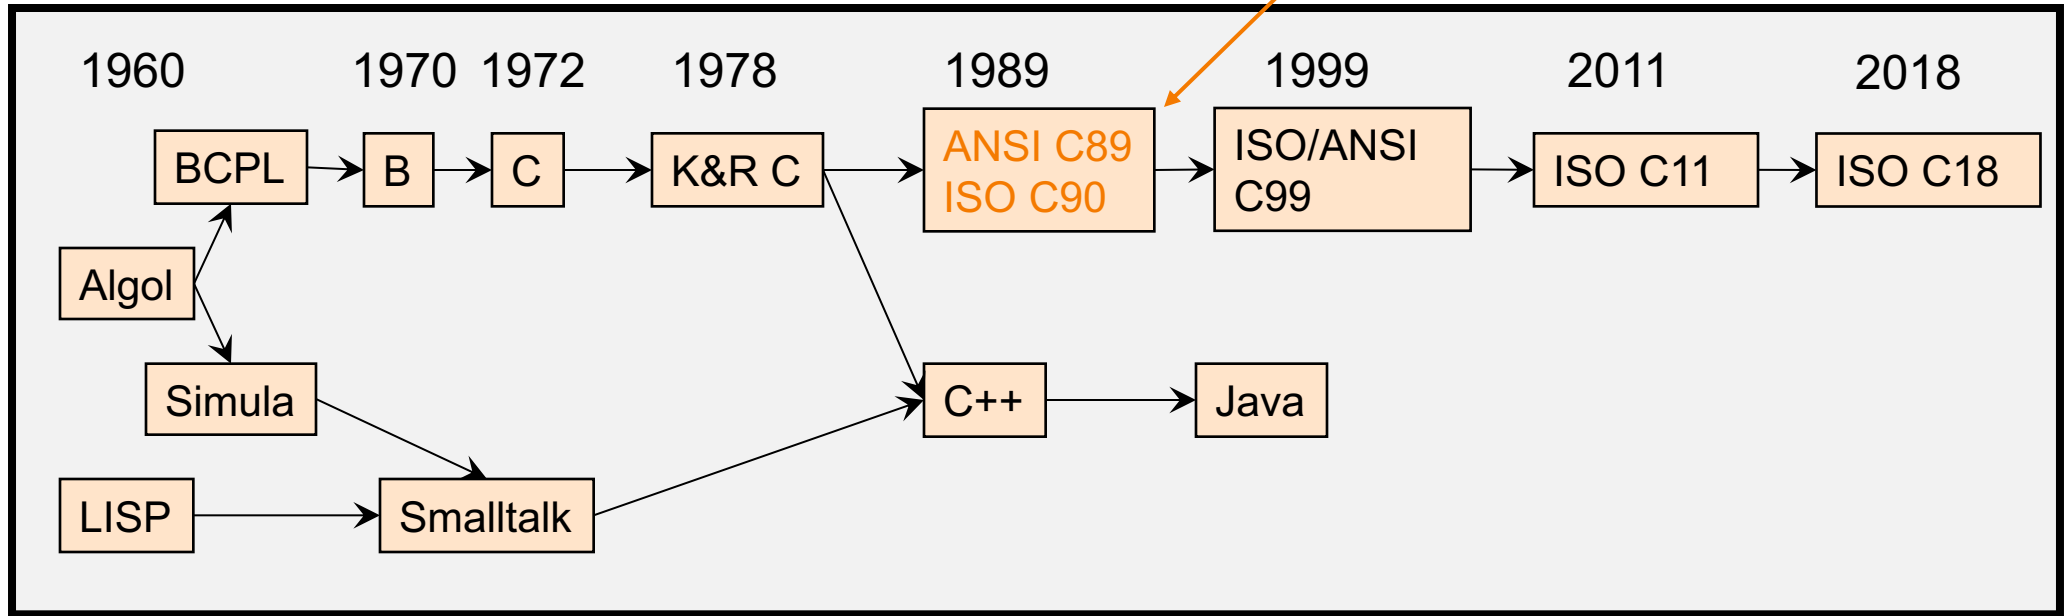 1960 1970 1972 1978 1989 1999 2011 2018
BCPL
B
C
K&R C
ANSI C89
ISO C90
ISO/ANSI
C99
ISO C11
ISO C18
Algol
Simula
C++
Java
LISP
Smalltalk